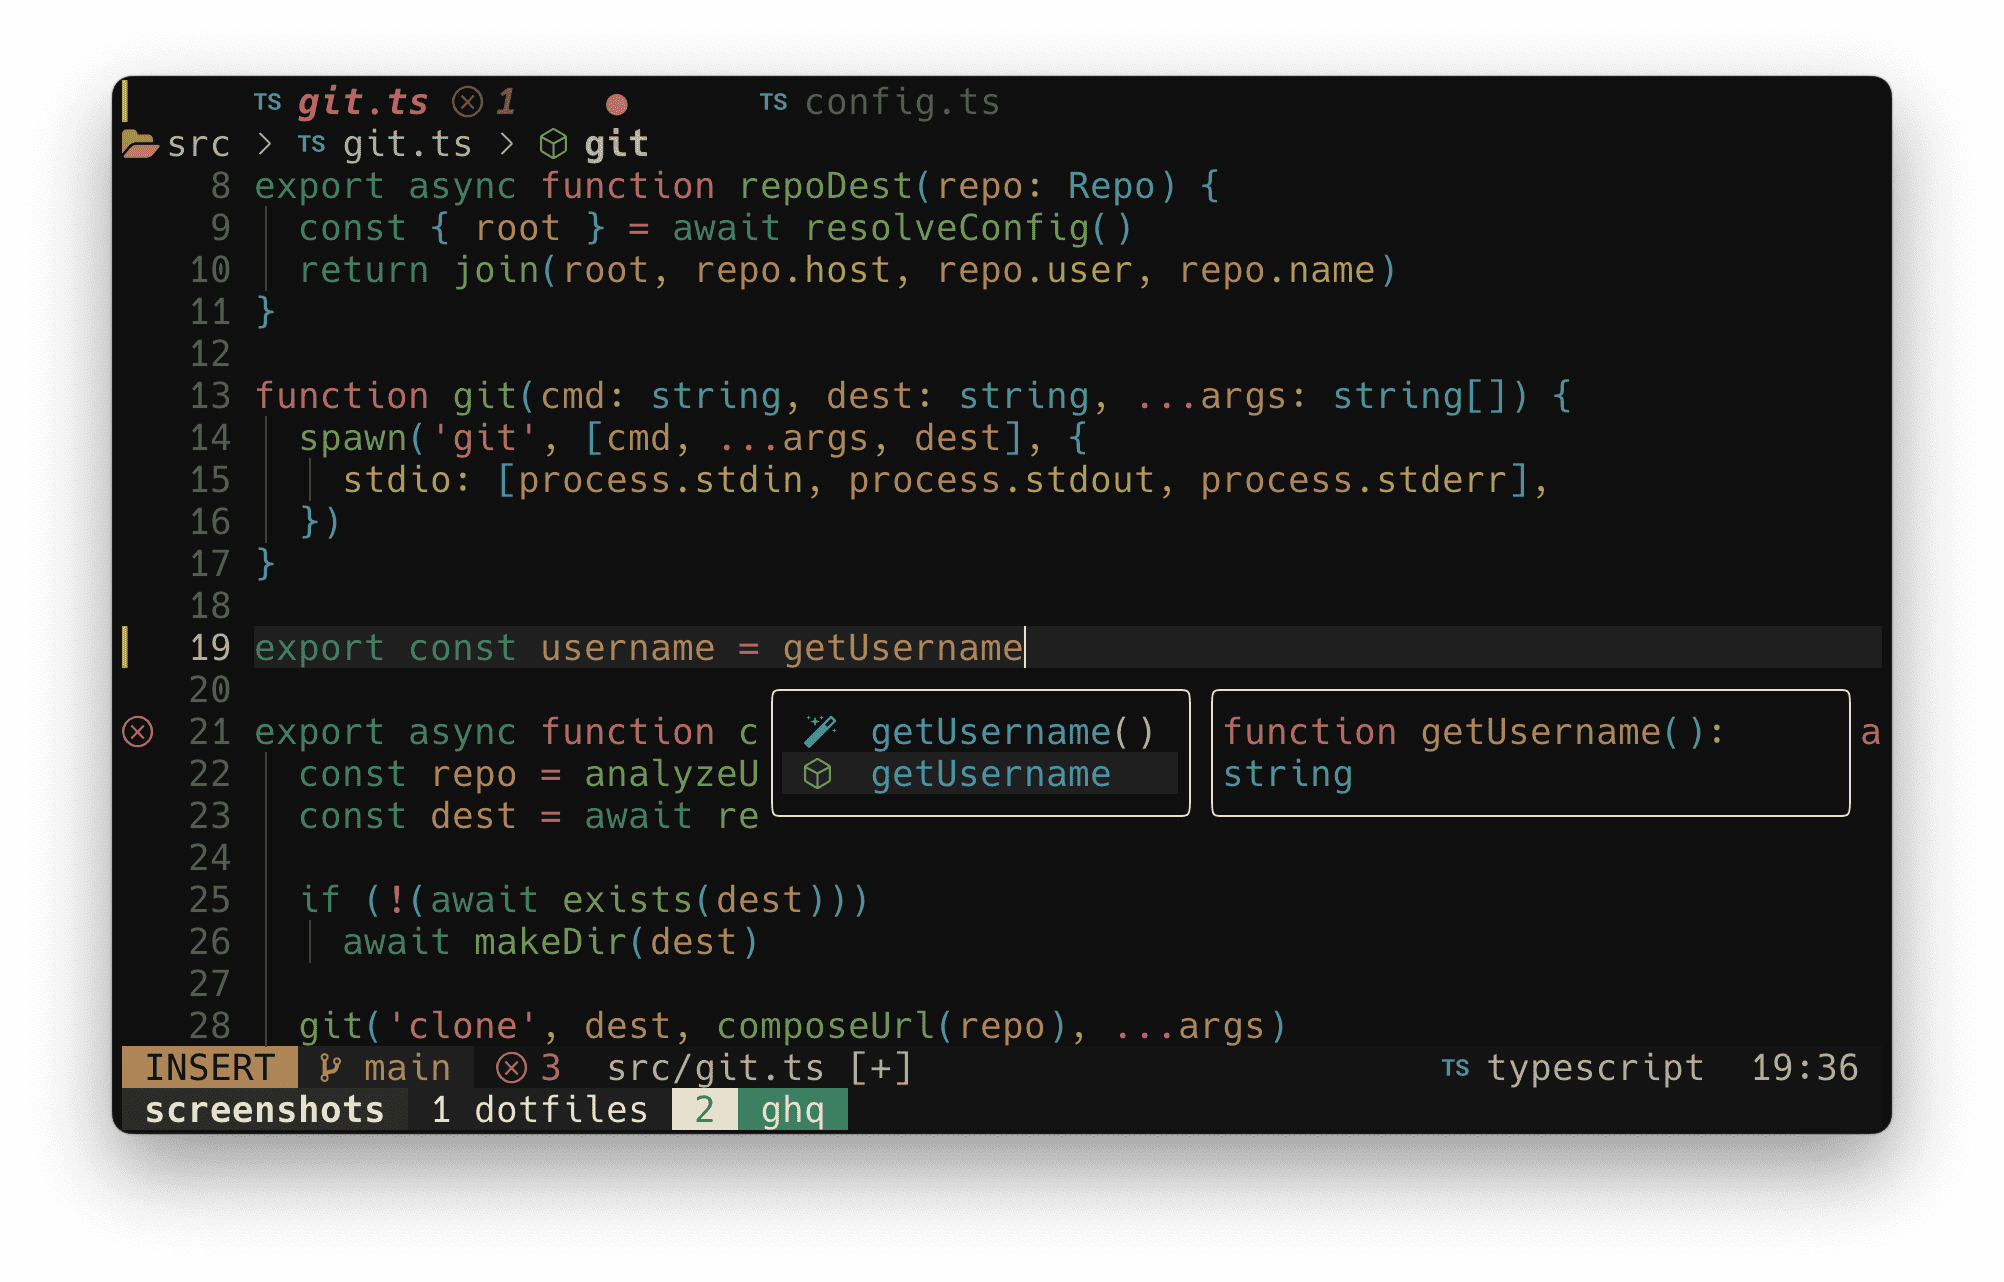 TS git.ts 1 TS config.ts
src > TS git.ts > git
8 export async function repoDest(repo: Repo) {
9   const { root } = await resolveConfig()
10   return join(root, repo.host, repo.user, repo.name)
11 }
12
13 function git(cmd: string, dest: string, ...args: string[]) {
14   spawn('git', [cmd, ...args, dest], {
15     stdio: [process.stdin, process.stdout, process.stderr],
16   })
17 }
18
19 export const username = getUsername
20
21 export async function c getUsername() function getUsername(): a
22   const repo = analyzeU getUsername string
23   const dest = await re
24
25   if (!(await exists(dest)))
26     await makeDir(dest)
27
28   git('clone', dest, composeUrl(repo), ...args)
INSERT main 3 src/git.ts [+] TS typescript 19:36
screenshots 1 dotfiles 2 ghq